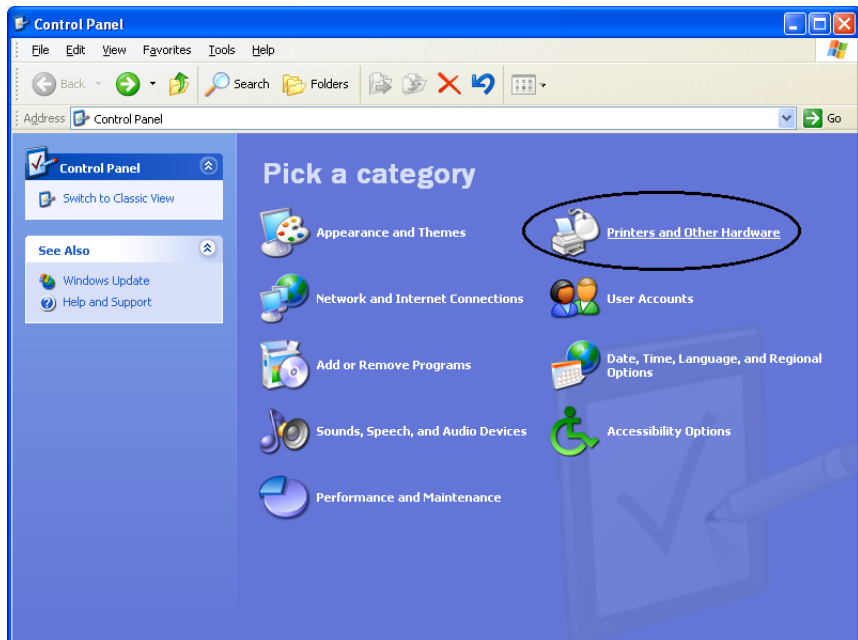 Control Panel
File Edit View Favorites Tools Help
Back Search Folders
Address Control Panel Go
Control Panel
Switch to Classic View
See Also
Windows Update
Help and Support
Pick a category
Appearance and Themes
Printers and Other Hardware
Network and Internet Connections
User Accounts
Add or Remove Programs
Date, Time, Language, and Regional
Options
Sounds, Speech, and Audio Devices
Accessibility Options
Performance and Maintenance